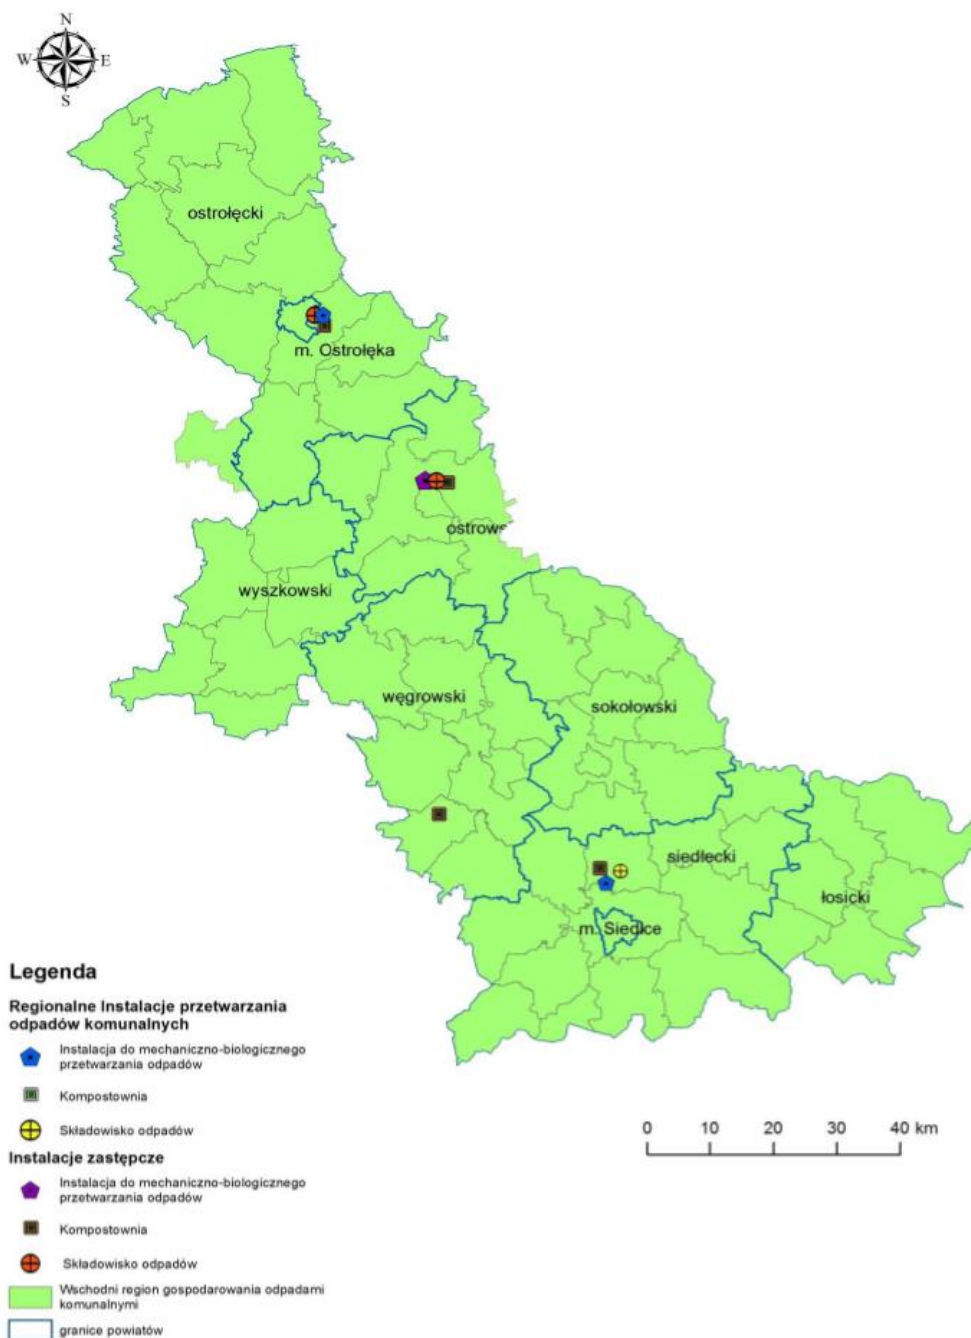 N
W E
S
ostrołęcki
m. Ostrołęka
ostrows
wyszkowski
węgrowski
sokołowski
siedlecki
łosicki
m. Siedlce
Legenda
Regionalne Instalacje przetwarzania
odpadów komunalnych
Instalacja do mechaniczno-biologicznego
przetwarzania odpadów
Kompostownia
Składowisko odpadów
Instalacje zastępcze
Instalacja do mechaniczno-biologicznego
przetwarzania odpadów
Kompostownia
Składowisko odpadów
Wschodni region gospodarowania odpadami
komunalnymi
granice powiatów
0 10 20 30 40 km